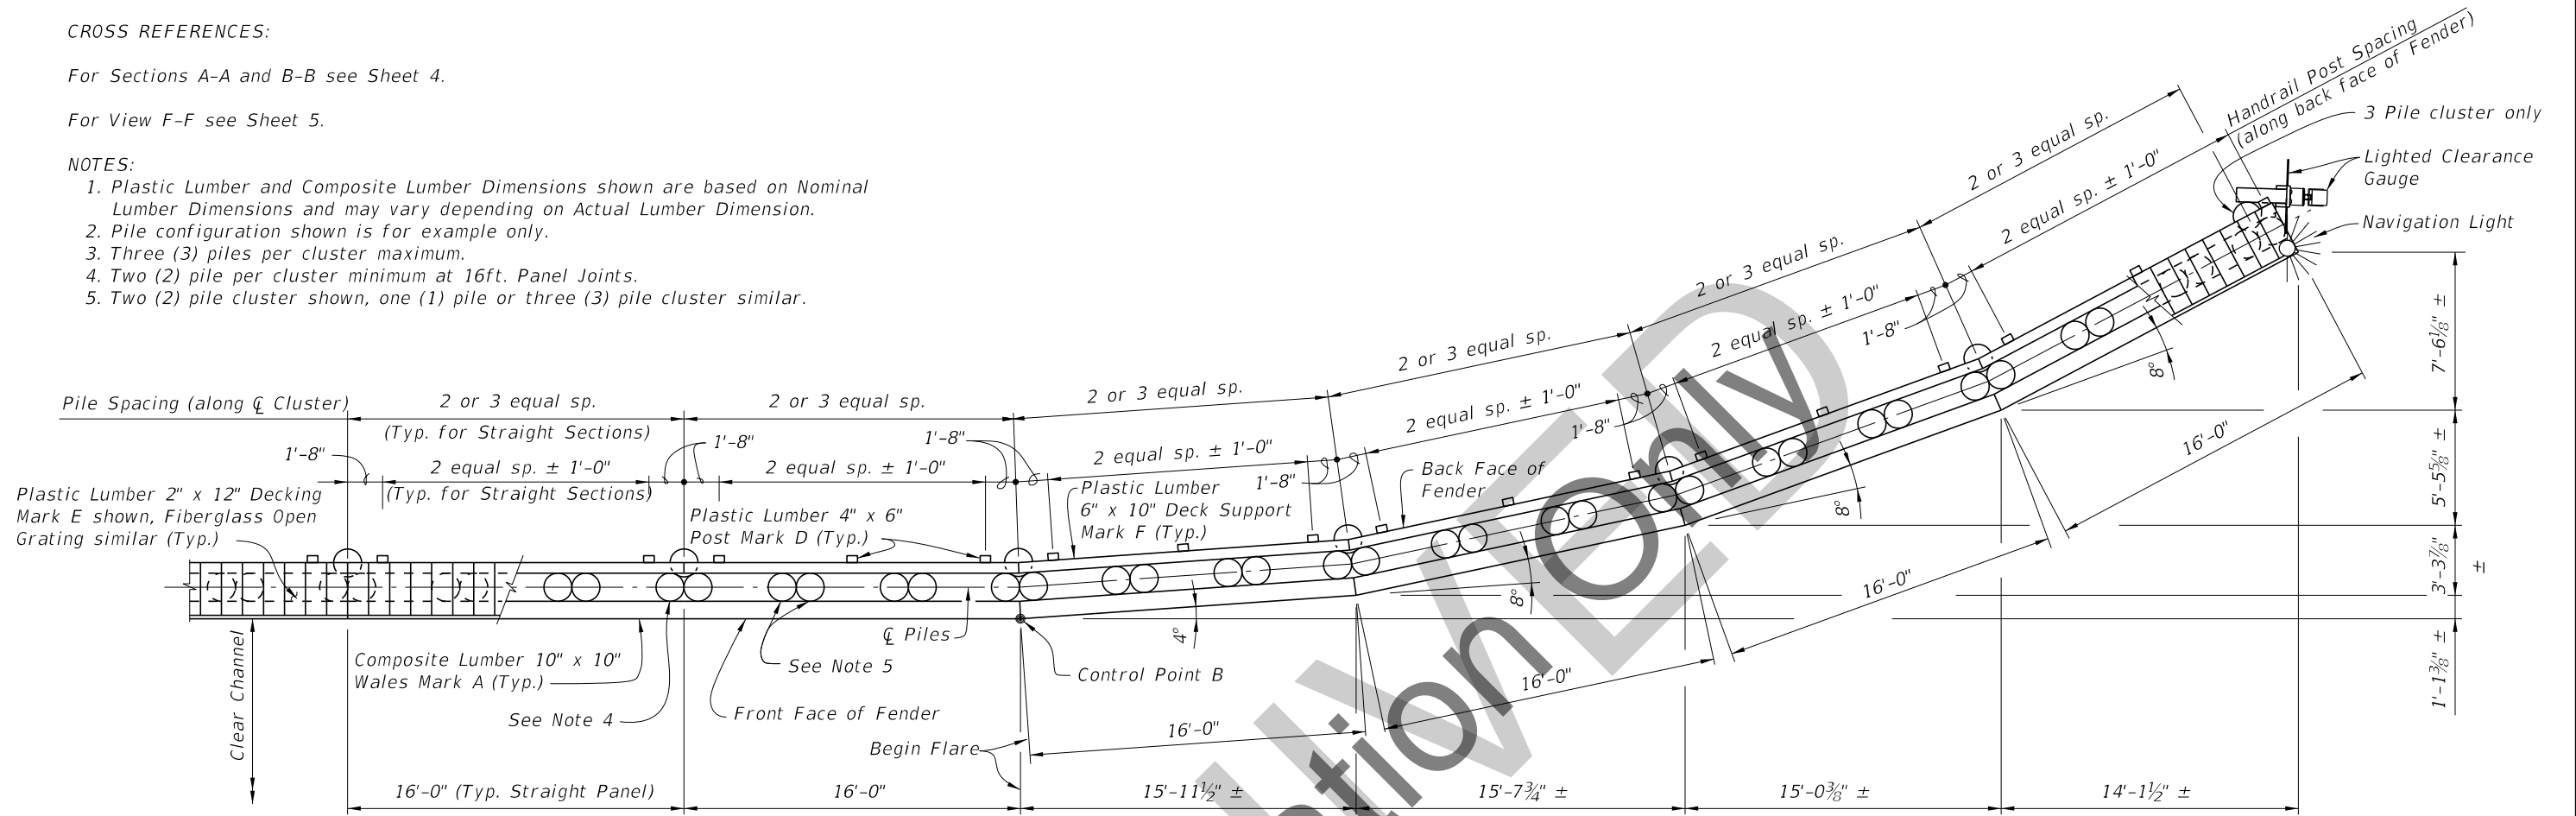 CROSS REFERENCES:
For Sections A-A and B-B see Sheet 4.
For View F-F see Sheet 5.
NOTES:
1. Plastic Lumber and Composite Lumber Dimensions shown are based on Nominal
Lumber Dimensions and may vary depending on Actual Lumber Dimension.
2. Pile configuration shown is for example only.
3. Three (3) piles per cluster maximum.
4. Two (2) pile per cluster minimum at 16ft. Panel Joints.
5. Two (2) pile cluster shown, one (1) pile or three (3) pile cluster similar.
Handrail Post Spacing
(along back face of Fender)
3 Pile cluster only
Lighted Clearance
Gauge
Navigation Light
2 or 3 equal sp.
2 equal sp. ± 1'-0"
2 or 3 equal sp.
2 equal sp. ± 1'-0"
1'-8"
2 or 3 equal sp.
2 equal sp. ± 1'-0"
1'-8"
2 or 3 equal sp.
2 equal sp. ± 1'-0"
1'-8"
Pile Spacing (along ℄ Cluster)
2 or 3 equal sp.
(Typ. for Straight Sections)
2 or 3 equal sp.
1'-8"
1'-8"
1'-8"
2 equal sp. ± 1'-0"
(Typ. for Straight Sections)
2 equal sp. ± 1'-0"
Plastic Lumber 2" x 12" Decking
Mark E shown, Fiberglass Open
Grating similar (Typ.)
Plastic Lumber 4" x 6"
Post Mark D (Typ.)
Plastic Lumber
6" x 10" Deck Support
Mark F (Typ.)
Back Face of
Fender
7'-6⅛" ±
5'-5⅝" ±
3'-3⅞"
±
1'-1⅜" ±
8°
8°
8°
4°
16'-0"
16'-0"
16'-0"
16'-0"
Clear Channel
Composite Lumber 10" x 10"
Wales Mark A (Typ.)
See Note 4
℄ Piles
See Note 5
Front Face of Fender
Control Point B
Begin Flare
16'-0" (Typ. Straight Panel)
16'-0"
15'-11½" ±
15'-7¾" ±
15'-0⅜" ±
14'-1½" ±
tion Only